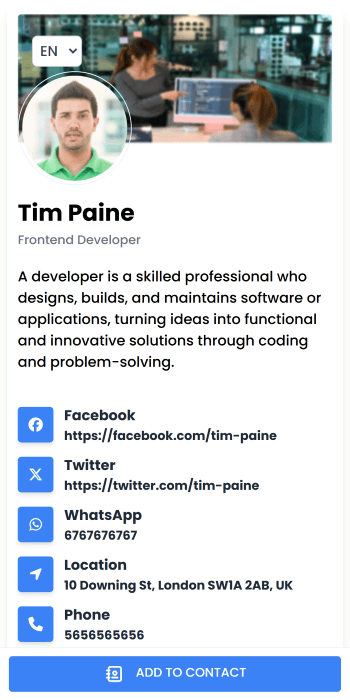 EN
Tim Paine
Frontend Developer
A developer is a skilled professional who
designs, builds, and maintains software or
applications, turning ideas into functional
and innovative solutions through coding
and problem-solving.
Facebook
https://facebook.com/tim-paine
Twitter
https://twitter.com/tim-paine
WhatsApp
6767676767
Location
10 Downing St, London SW1A 2AB, UK
Phone
5656565656
ADD TO CONTACT